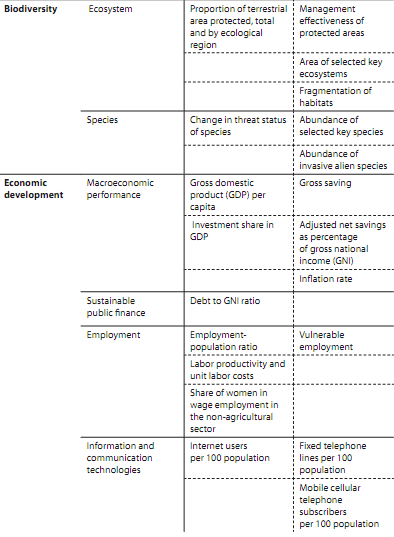 Biodiversity
Ecosystem
Proportion of terrestrial
area protected, total
and by ecological
region
Management
effectiveness of
protected areas
Area of selected key
ecosystems
Fragmentation of
habitats
Species
Change in threat status
of species
Abundance of
selected key species
Abundance of
invasive alien species
Economic
development
Macroeconomic
performance
Gross domestic
product (GDP) per
capita
Gross saving
Investment share in
GDP
Adjusted net savings
as percentage
of gross national
income (GNI)
Inflation rate
Sustainable
public finance
Debt to GNI ratio
Employment
Employment-
population ratio
Vulnerable
employment
Labor productivity and
unit labor costs
Share of women in
wage employment in
the non-agricultural
sector
Information and
communication
technologies
Internet users
per 100 population
Fixed telephone
lines per 100
population
Mobile cellular
telephone
subscribers
per 100 population